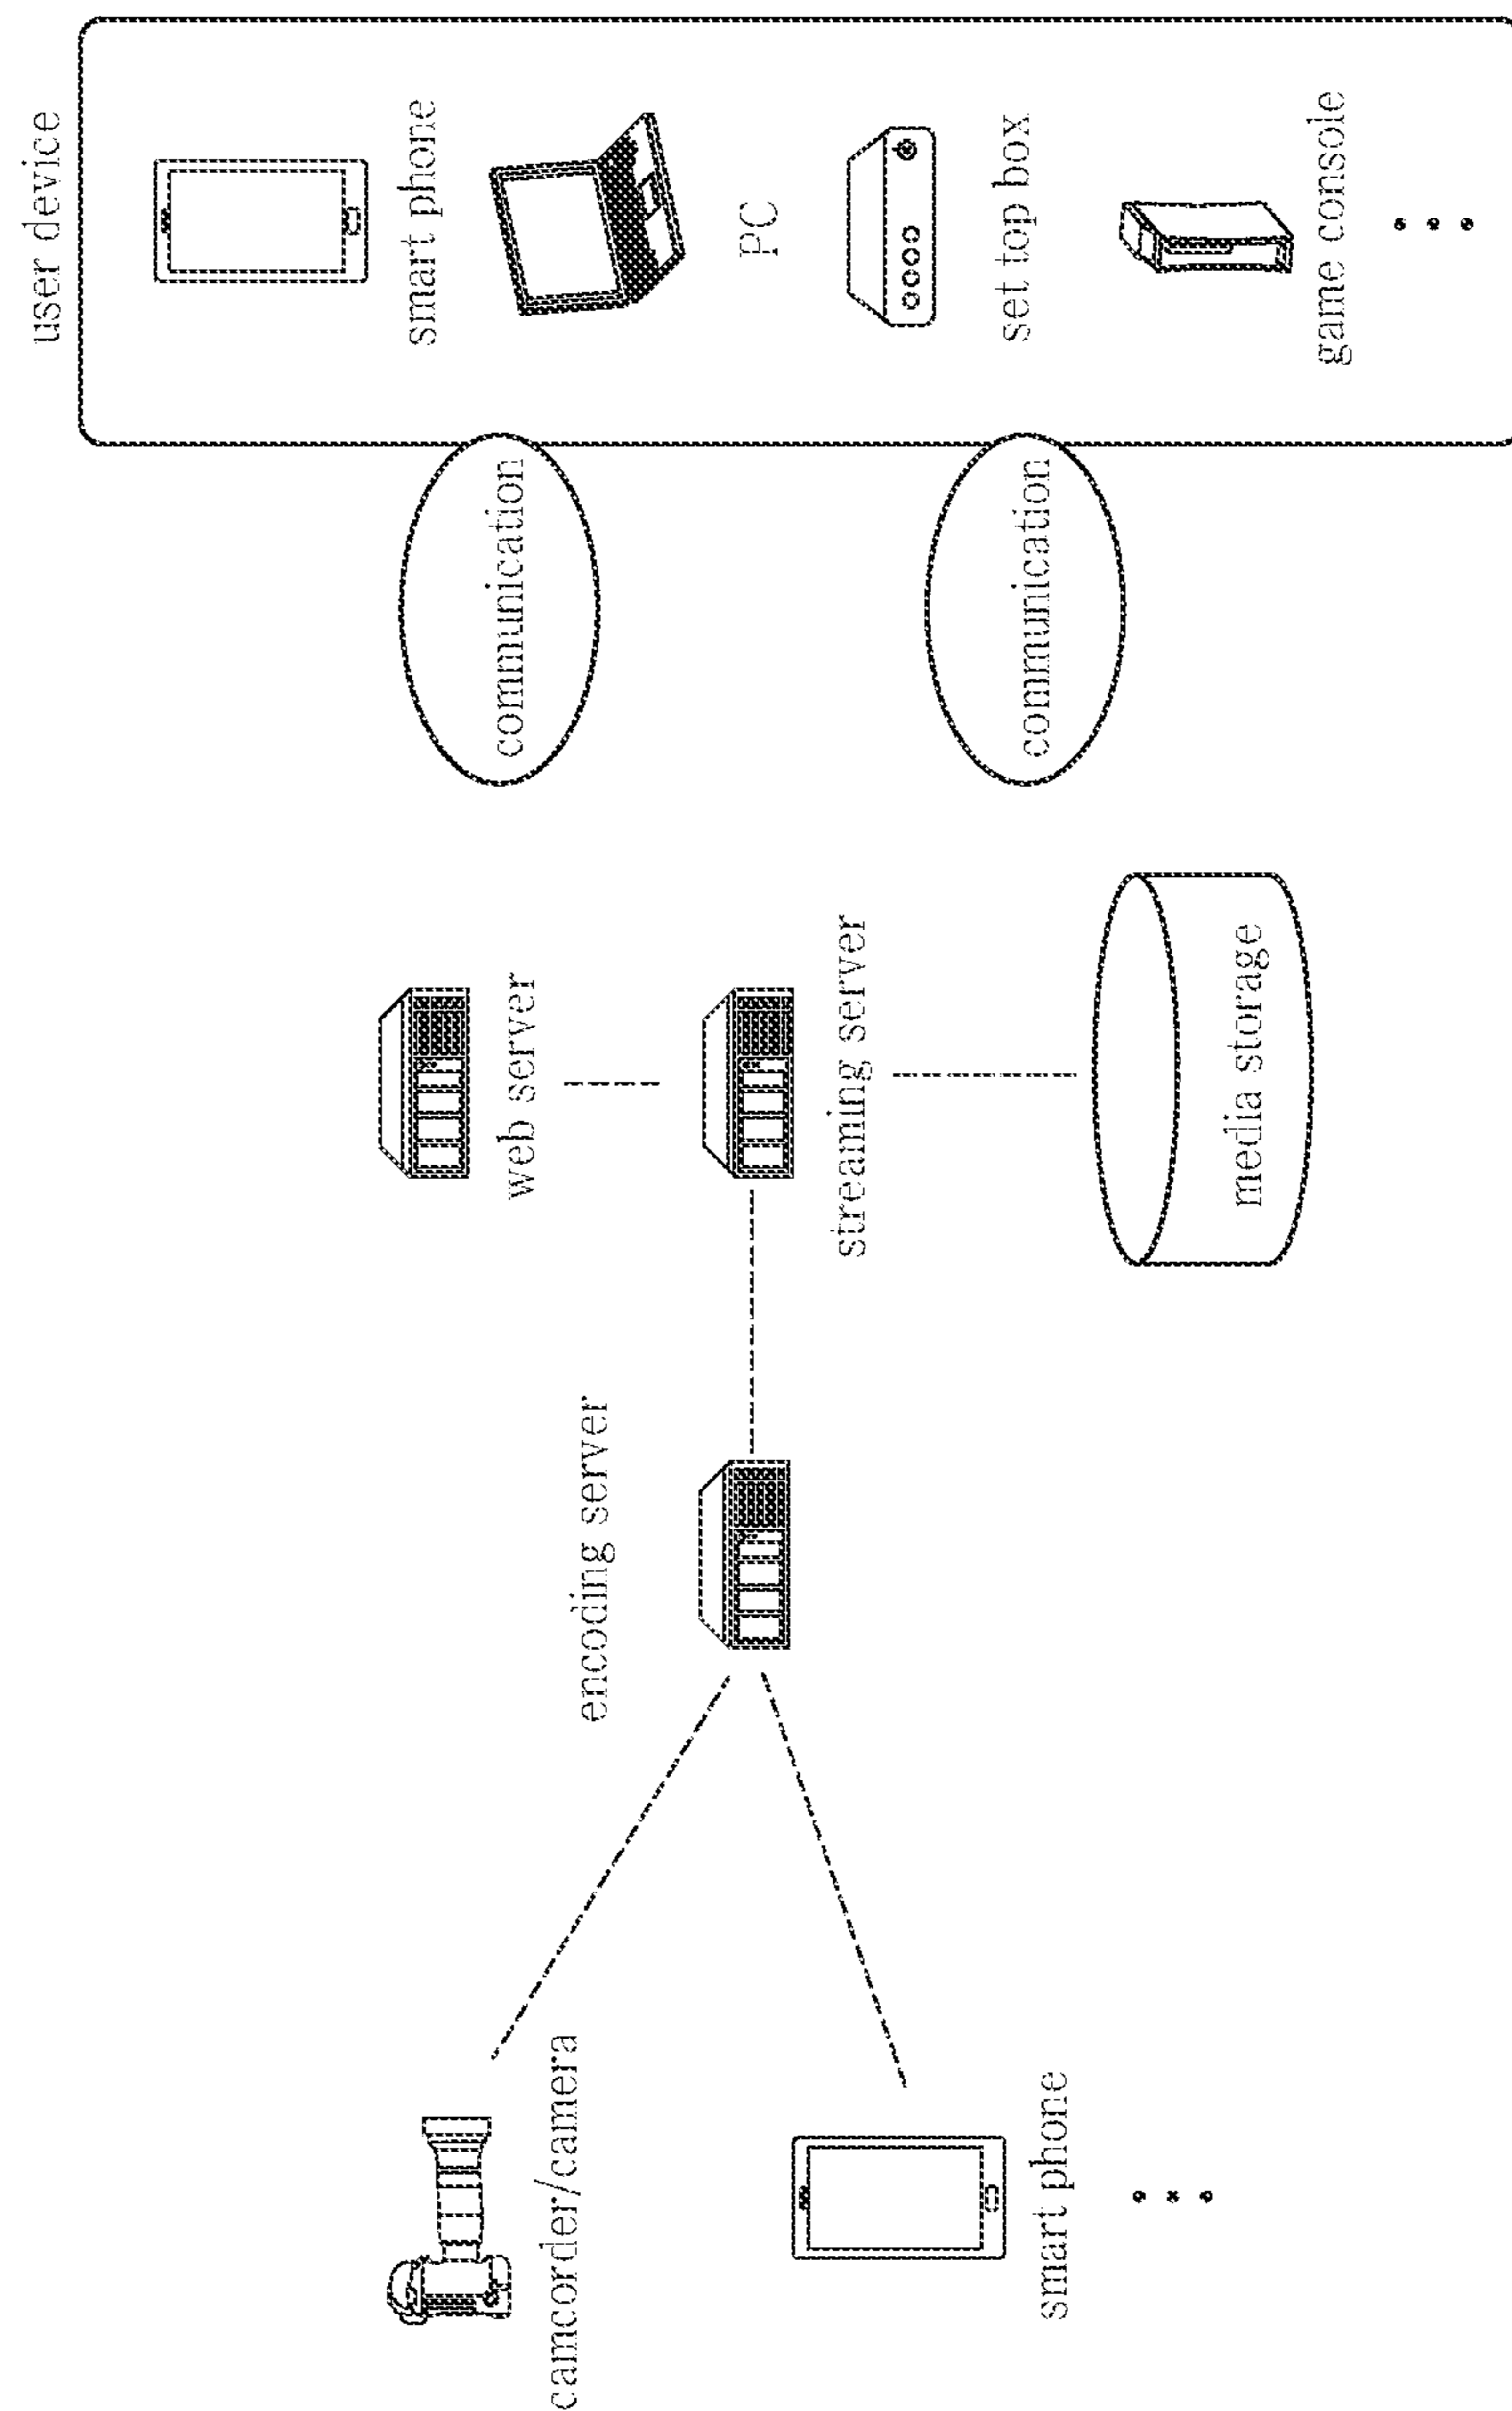 camcorder/camera
smart phone
encoding server
web server
streaming server
media storage
communication
communication
user device
smart phone
PC
set top box
game console